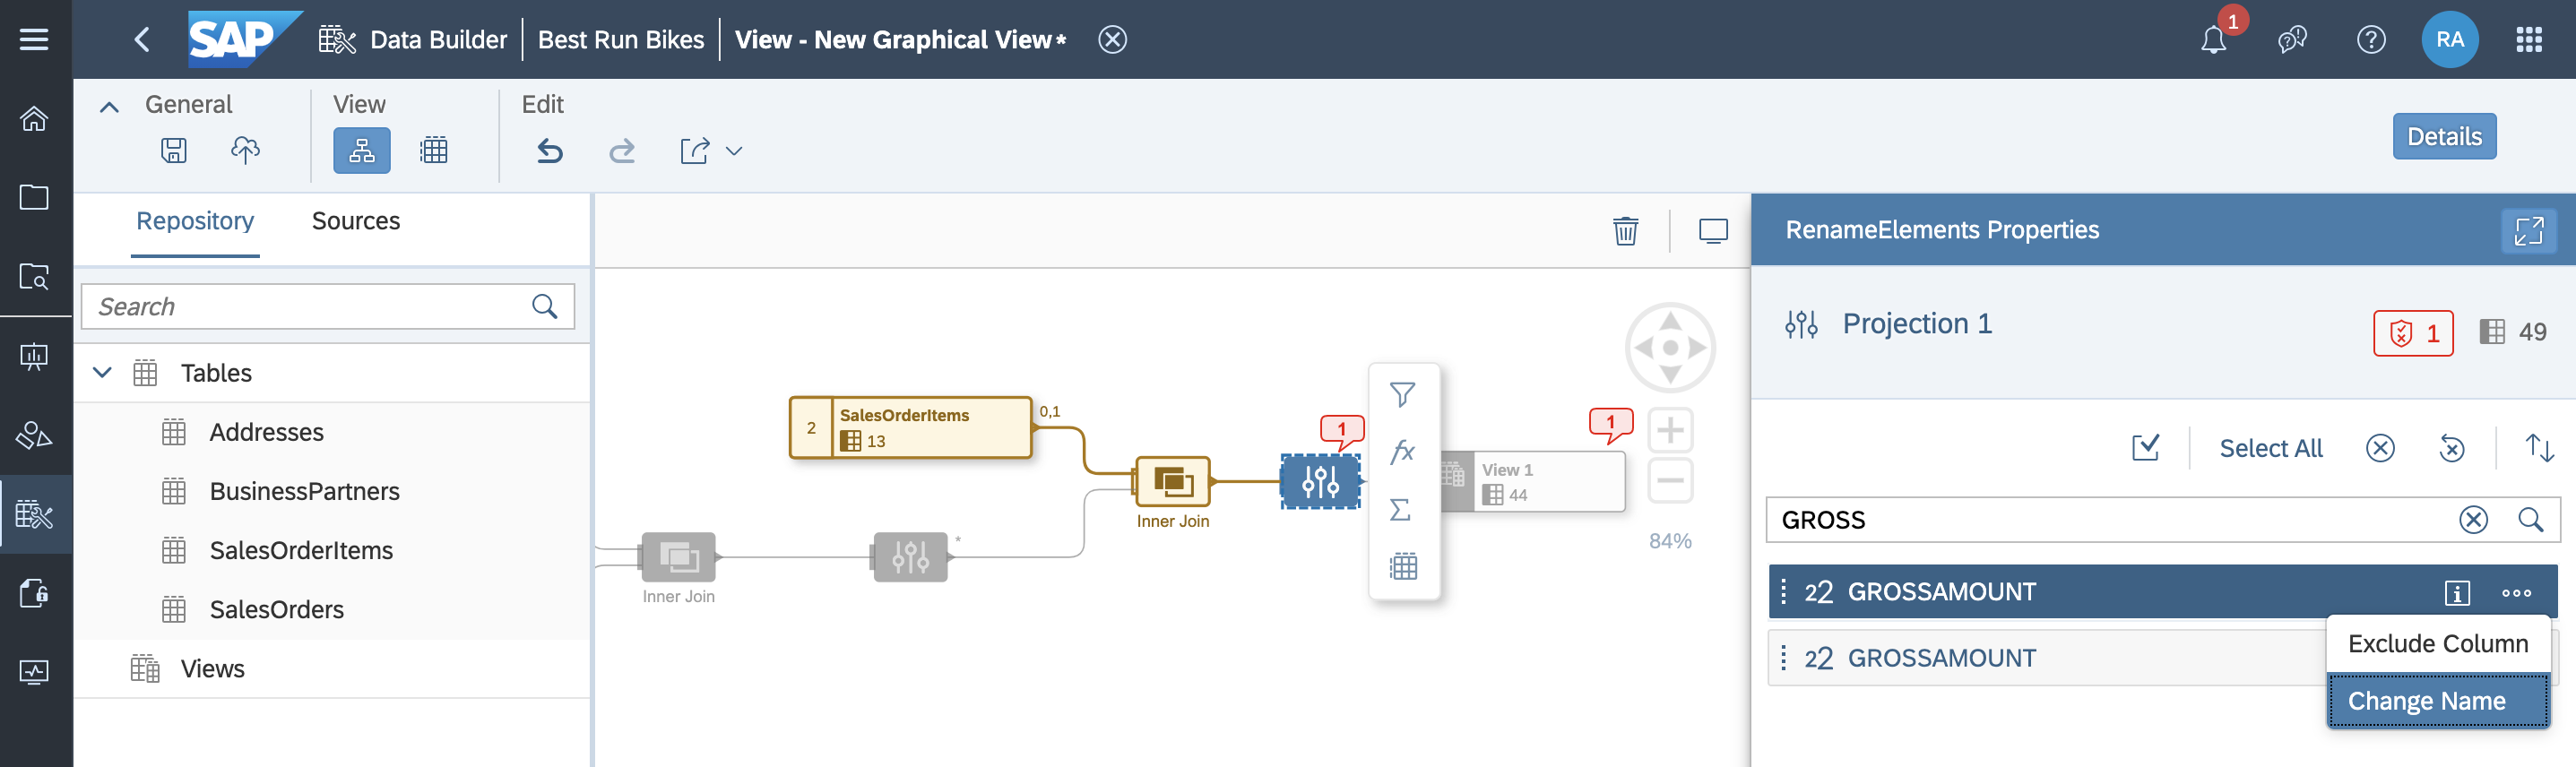 SAP
Data Builder
Best Run Bikes
View - New Graphical View*
1
RA
General
View
Edit
Details
Repository
Sources
Search
Tables
Addresses
BusinessPartners
SalesOrderItems
SalesOrders
Views
2
SalesOrderItems
13
0,1
Inner Join
*
Inner Join
1
fx
Σ
1
View 1
44
84%
RenameElements Properties
Projection 1
1
49
Select All
GROSS
22 GROSSAMOUNT
22 GROSSAMOUNT
Exclude Column
Change Name